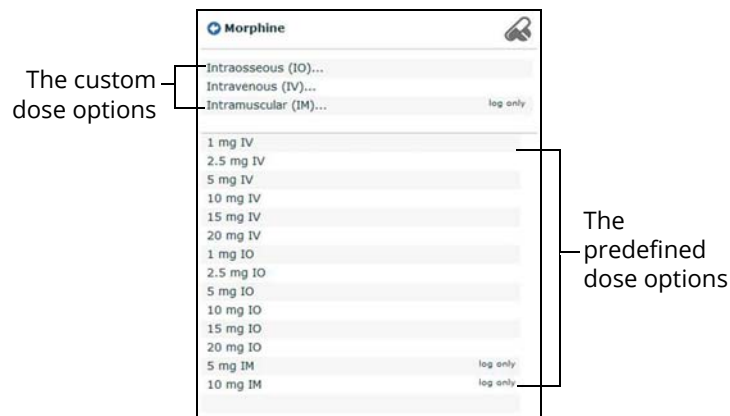 Morphine
The custom
dose options
Intraosseous (IO)...
Intravenous (IV)...
Intramuscular (IM)... log only
1 mg IV
2.5 mg IV
5 mg IV
10 mg IV
15 mg IV
20 mg IV
1 mg IO
2.5 mg IO
5 mg IO
10 mg IO
15 mg IO
20 mg IO
5 mg IM log only
10 mg IM log only
The
predefined
dose options